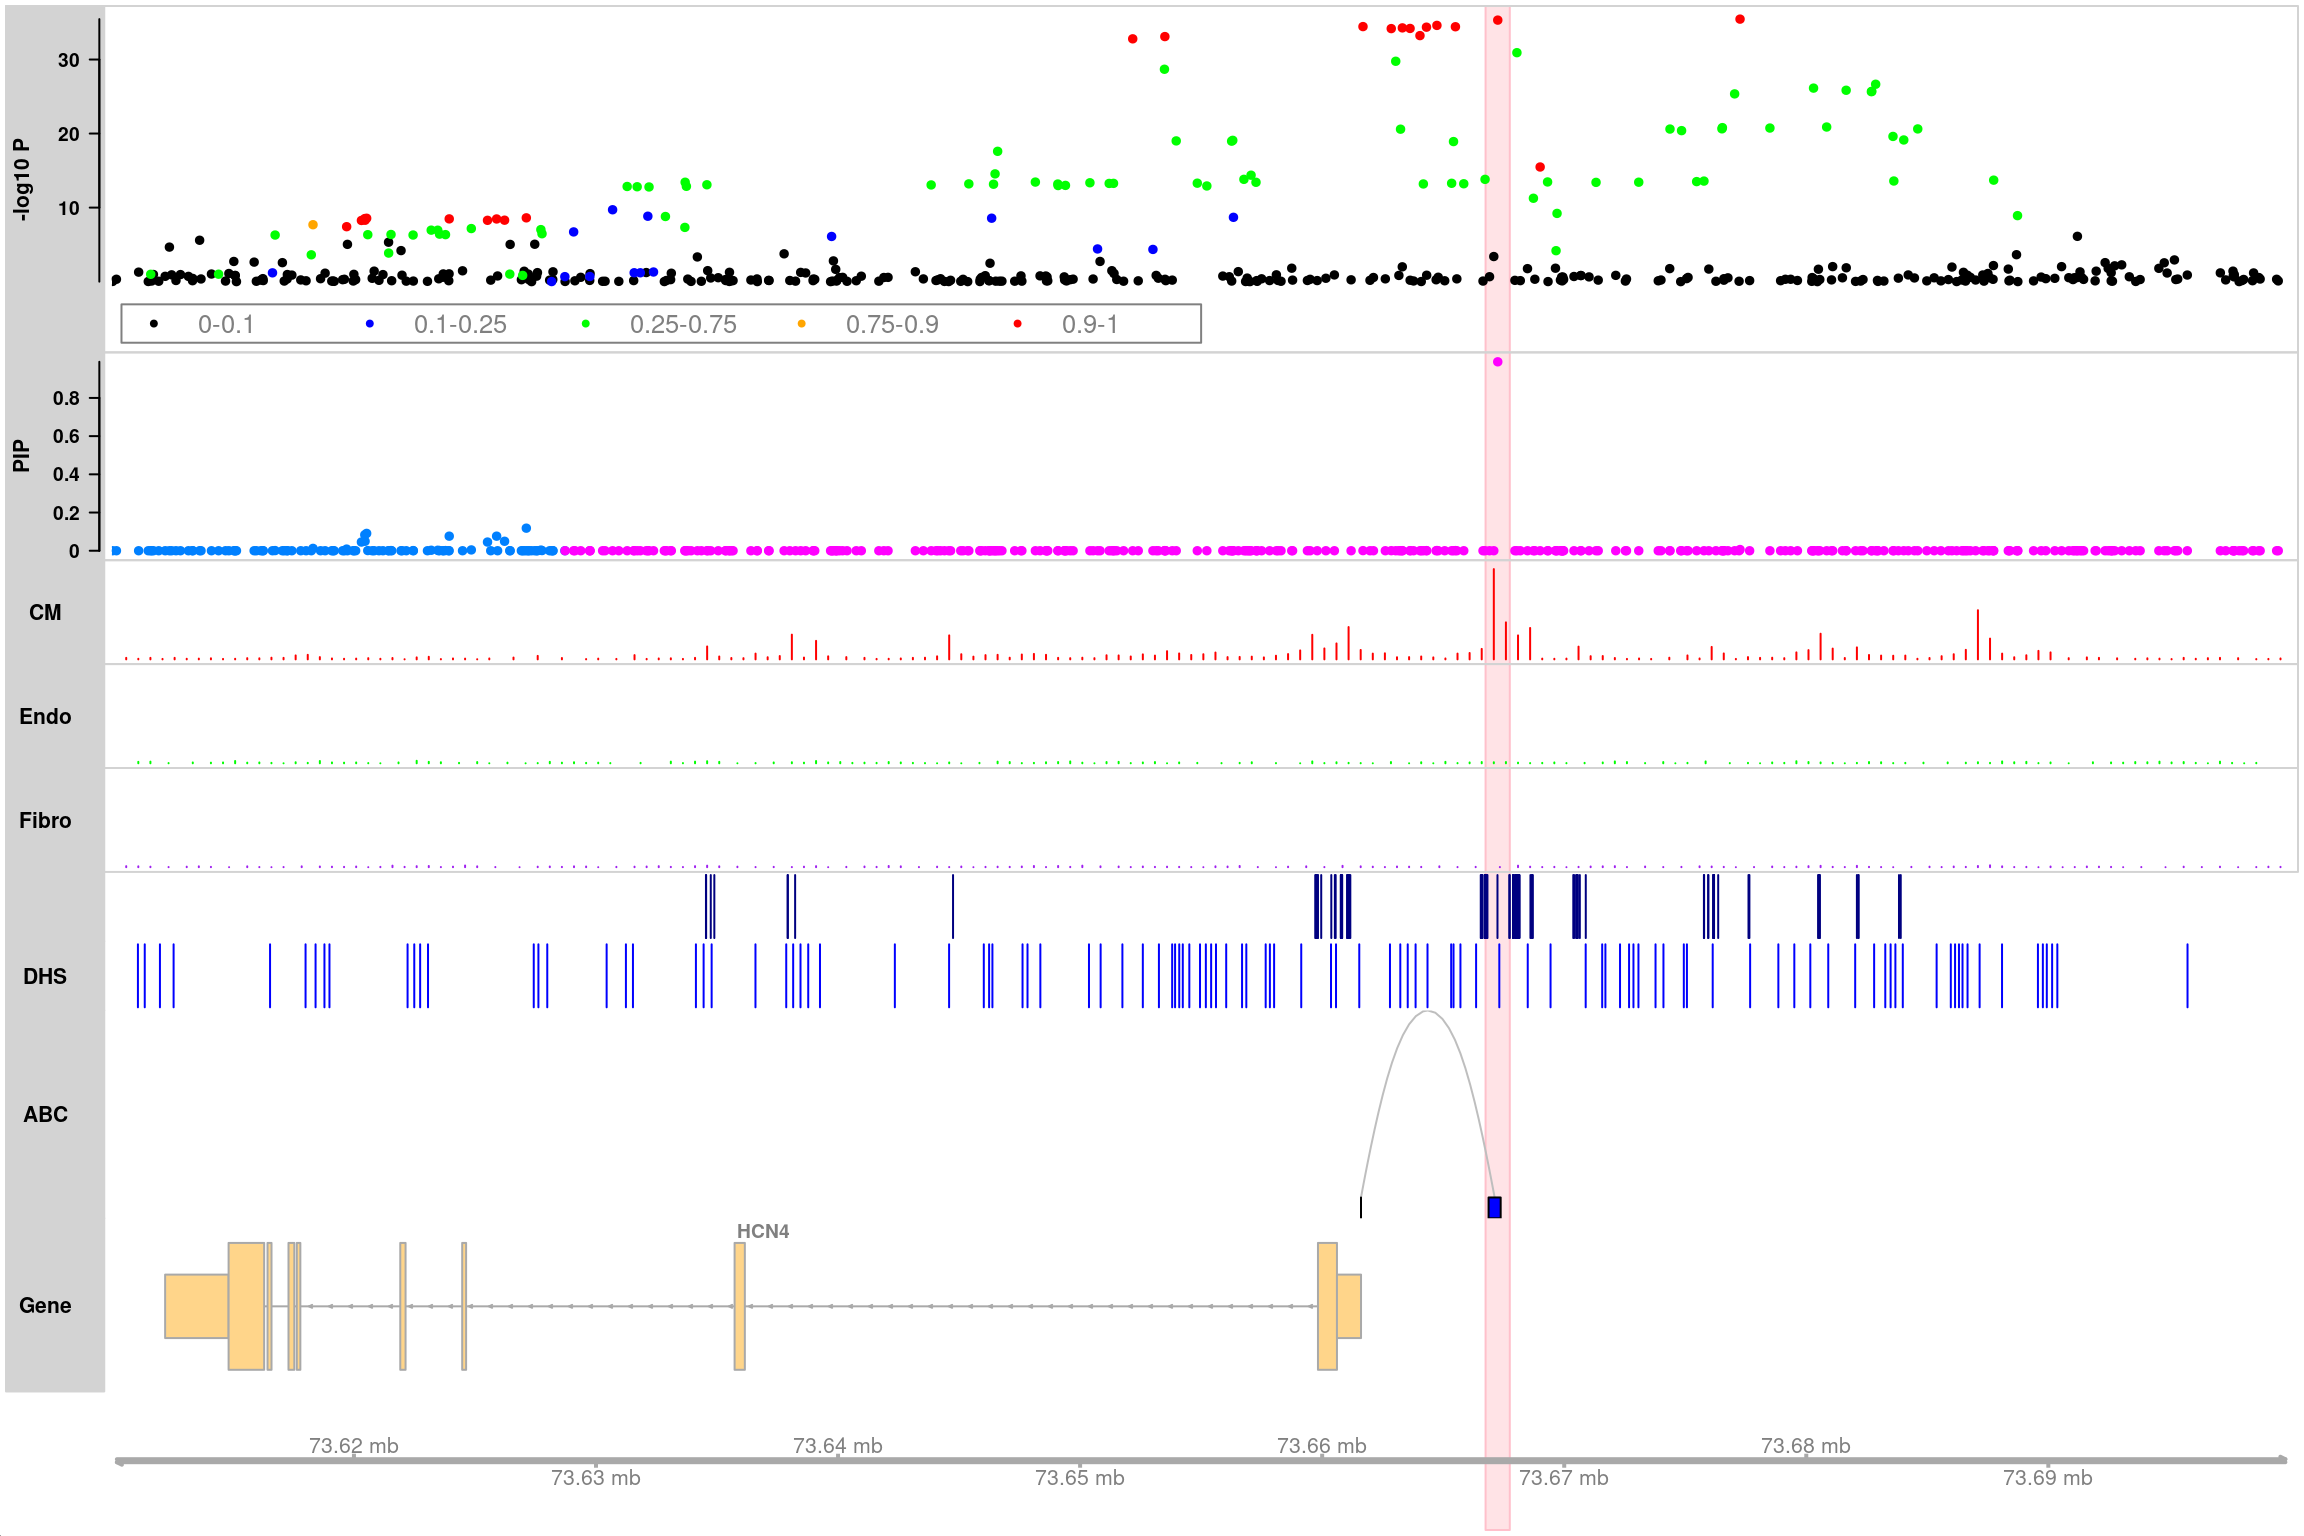 -log10 P
30
20
10
0-0.1 0.1-0.25 0.25-0.75 0.75-0.9 0.9-1
PIP
0.8
0.6
0.4
0.2
0
CM
Endo
Fibro
DHS
ABC
HCN4
Gene
73.62 mb 73.64 mb 73.66 mb 73.68 mb
73.63 mb 73.65 mb 73.67 mb 73.69 mb